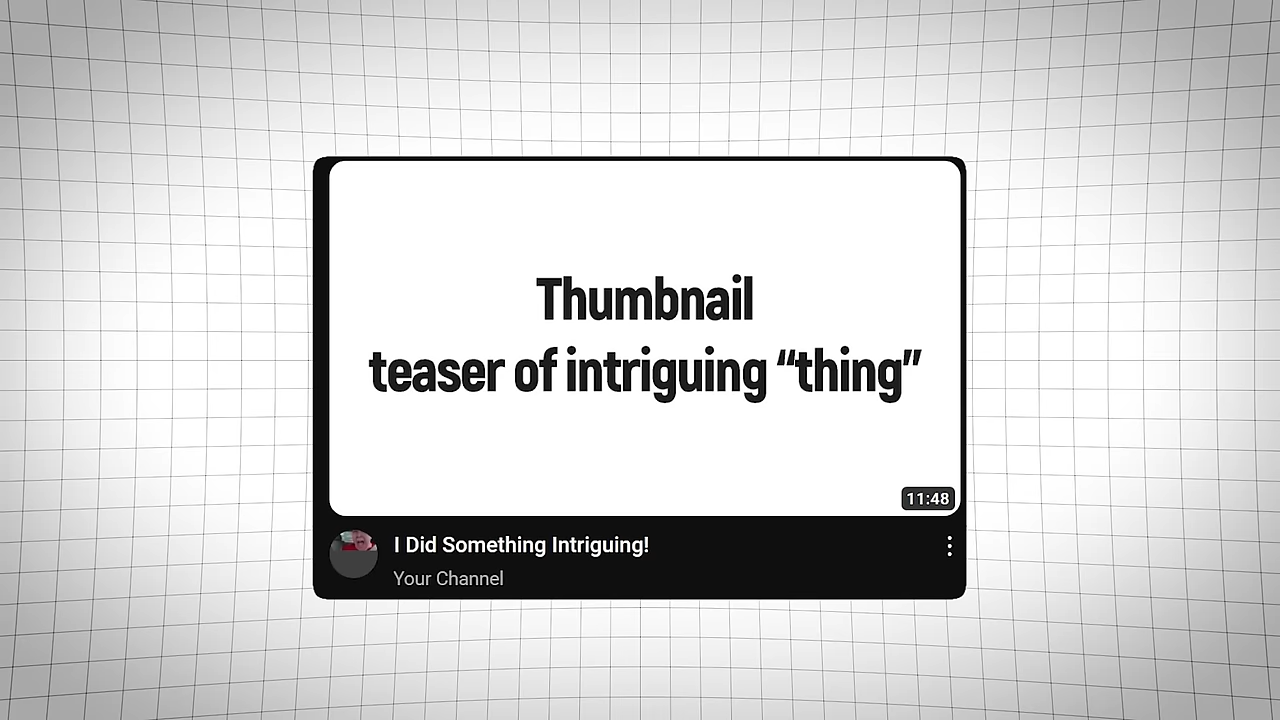 Thumbnail
teaser of intriguing “thing”
11:48
I Did Something Intriguing!
Your Channel